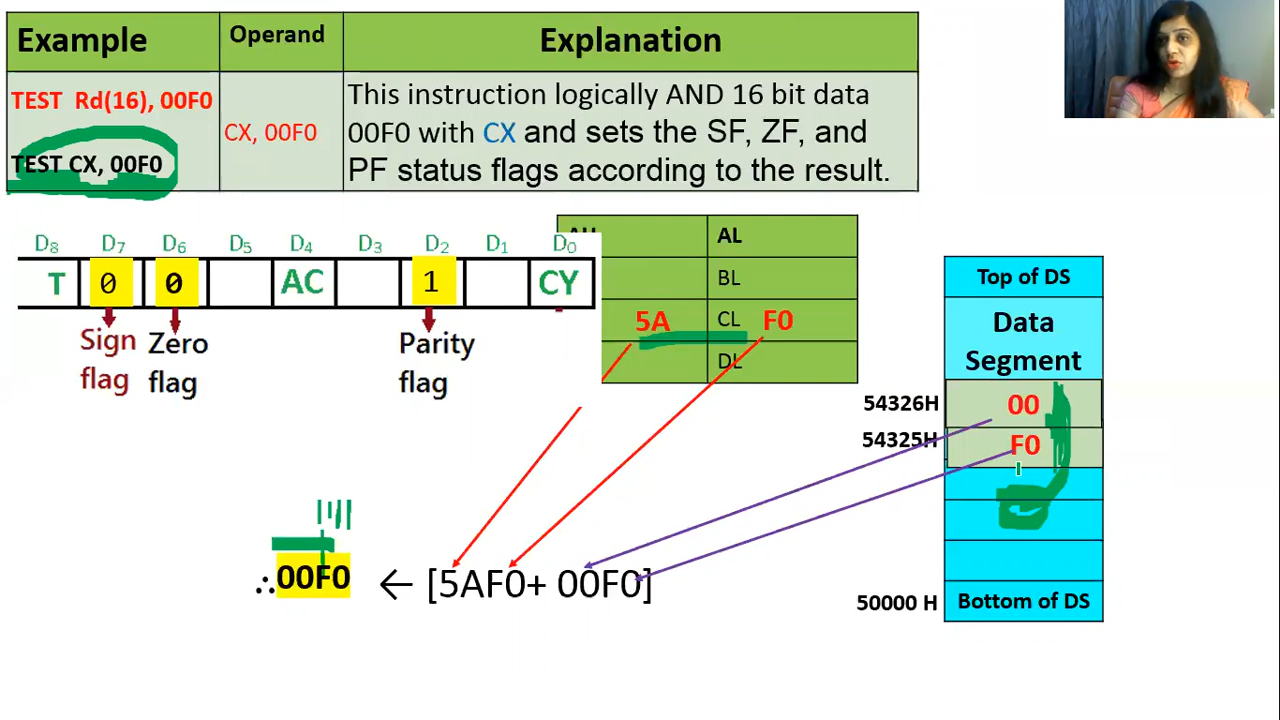 Example Operand Explanation
TEST Rd(16), 00F0
TEST CX, 00F0
CX, 00F0
This instruction logically AND 16 bit data
00F0 with CX and sets the SF, ZF, and
PF status flags according to the result.
D8 D7 D6 D5 D4 D3 D2 D1 D0
T 0 0 AC 1 CY
Sign
flag
Zero
flag
Parity
flag
AL
BL
5A CL F0
DL
Top of DS
Data
Segment
54326H 00
54325H F0
50000 H Bottom of DS
1111
∴00F0 ← [5AF0+ 00F0]